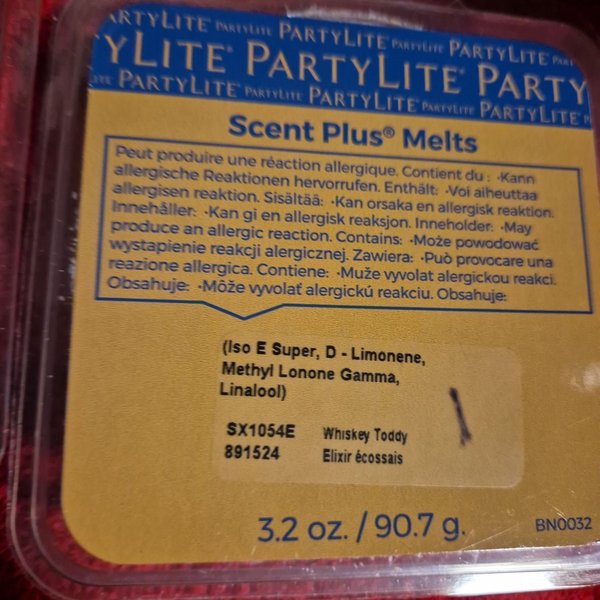 PARTYLITE PARTYLITE PARTYLITE PARTYLITE PARTYLITE
YLITE® PARTYLITE® PARTY
PARTYLITE PARTYLITE PARTYLITE® PARTYLITE PARTYLITE
Scent Plus® Melts
Peut produire une réaction allergique. Contient du : •Kann
allergische Reaktionen hervorrufen. Enthält: •Voi aiheuttaa
allergisen reaktion. Sisältää: •Kan orsaka en allergisk reaktion.
Innehåller: •Kan gi en allergisk reaksjon. Inneholder: •May
produce an allergic reaction. Contains: •Może powodować
wystąpienie reakcji alergicznej. Zawiera: •Può provocare una
reazione allergica. Contiene: •Muže vyvolat alergickou reakci.
Obsahuje: •Môže vyvolať alergickú reakciu. Obsahuje:
(Iso E Super, D - Limonene,
Methyl Lonone Gamma,
Linalool)
SX1054E Whiskey Toddy
891524 Elixir écossais
3.2 oz. / 90.7 g.
BN0032